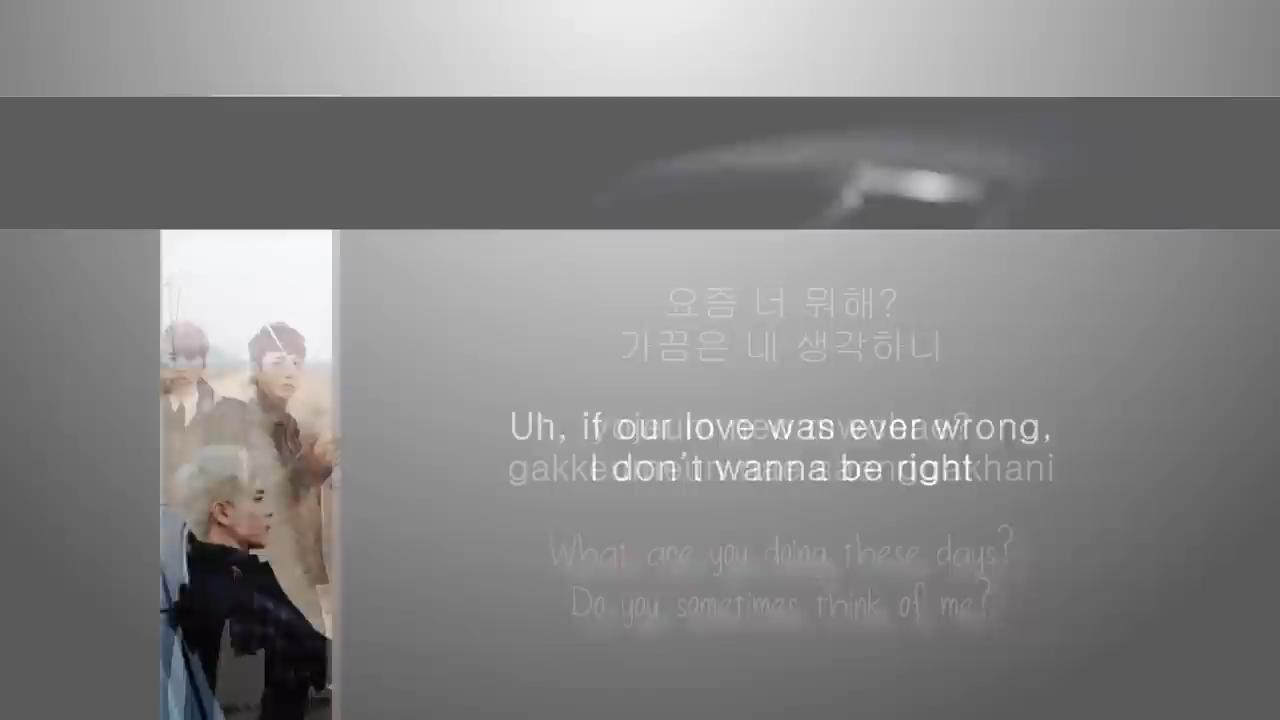 요즘 너 뭐해?
가끔은 내 생각하니
Uh, if our love was ever wrong,
I don't wanna be right
What are you doing these days?
Do you sometimes think of me?